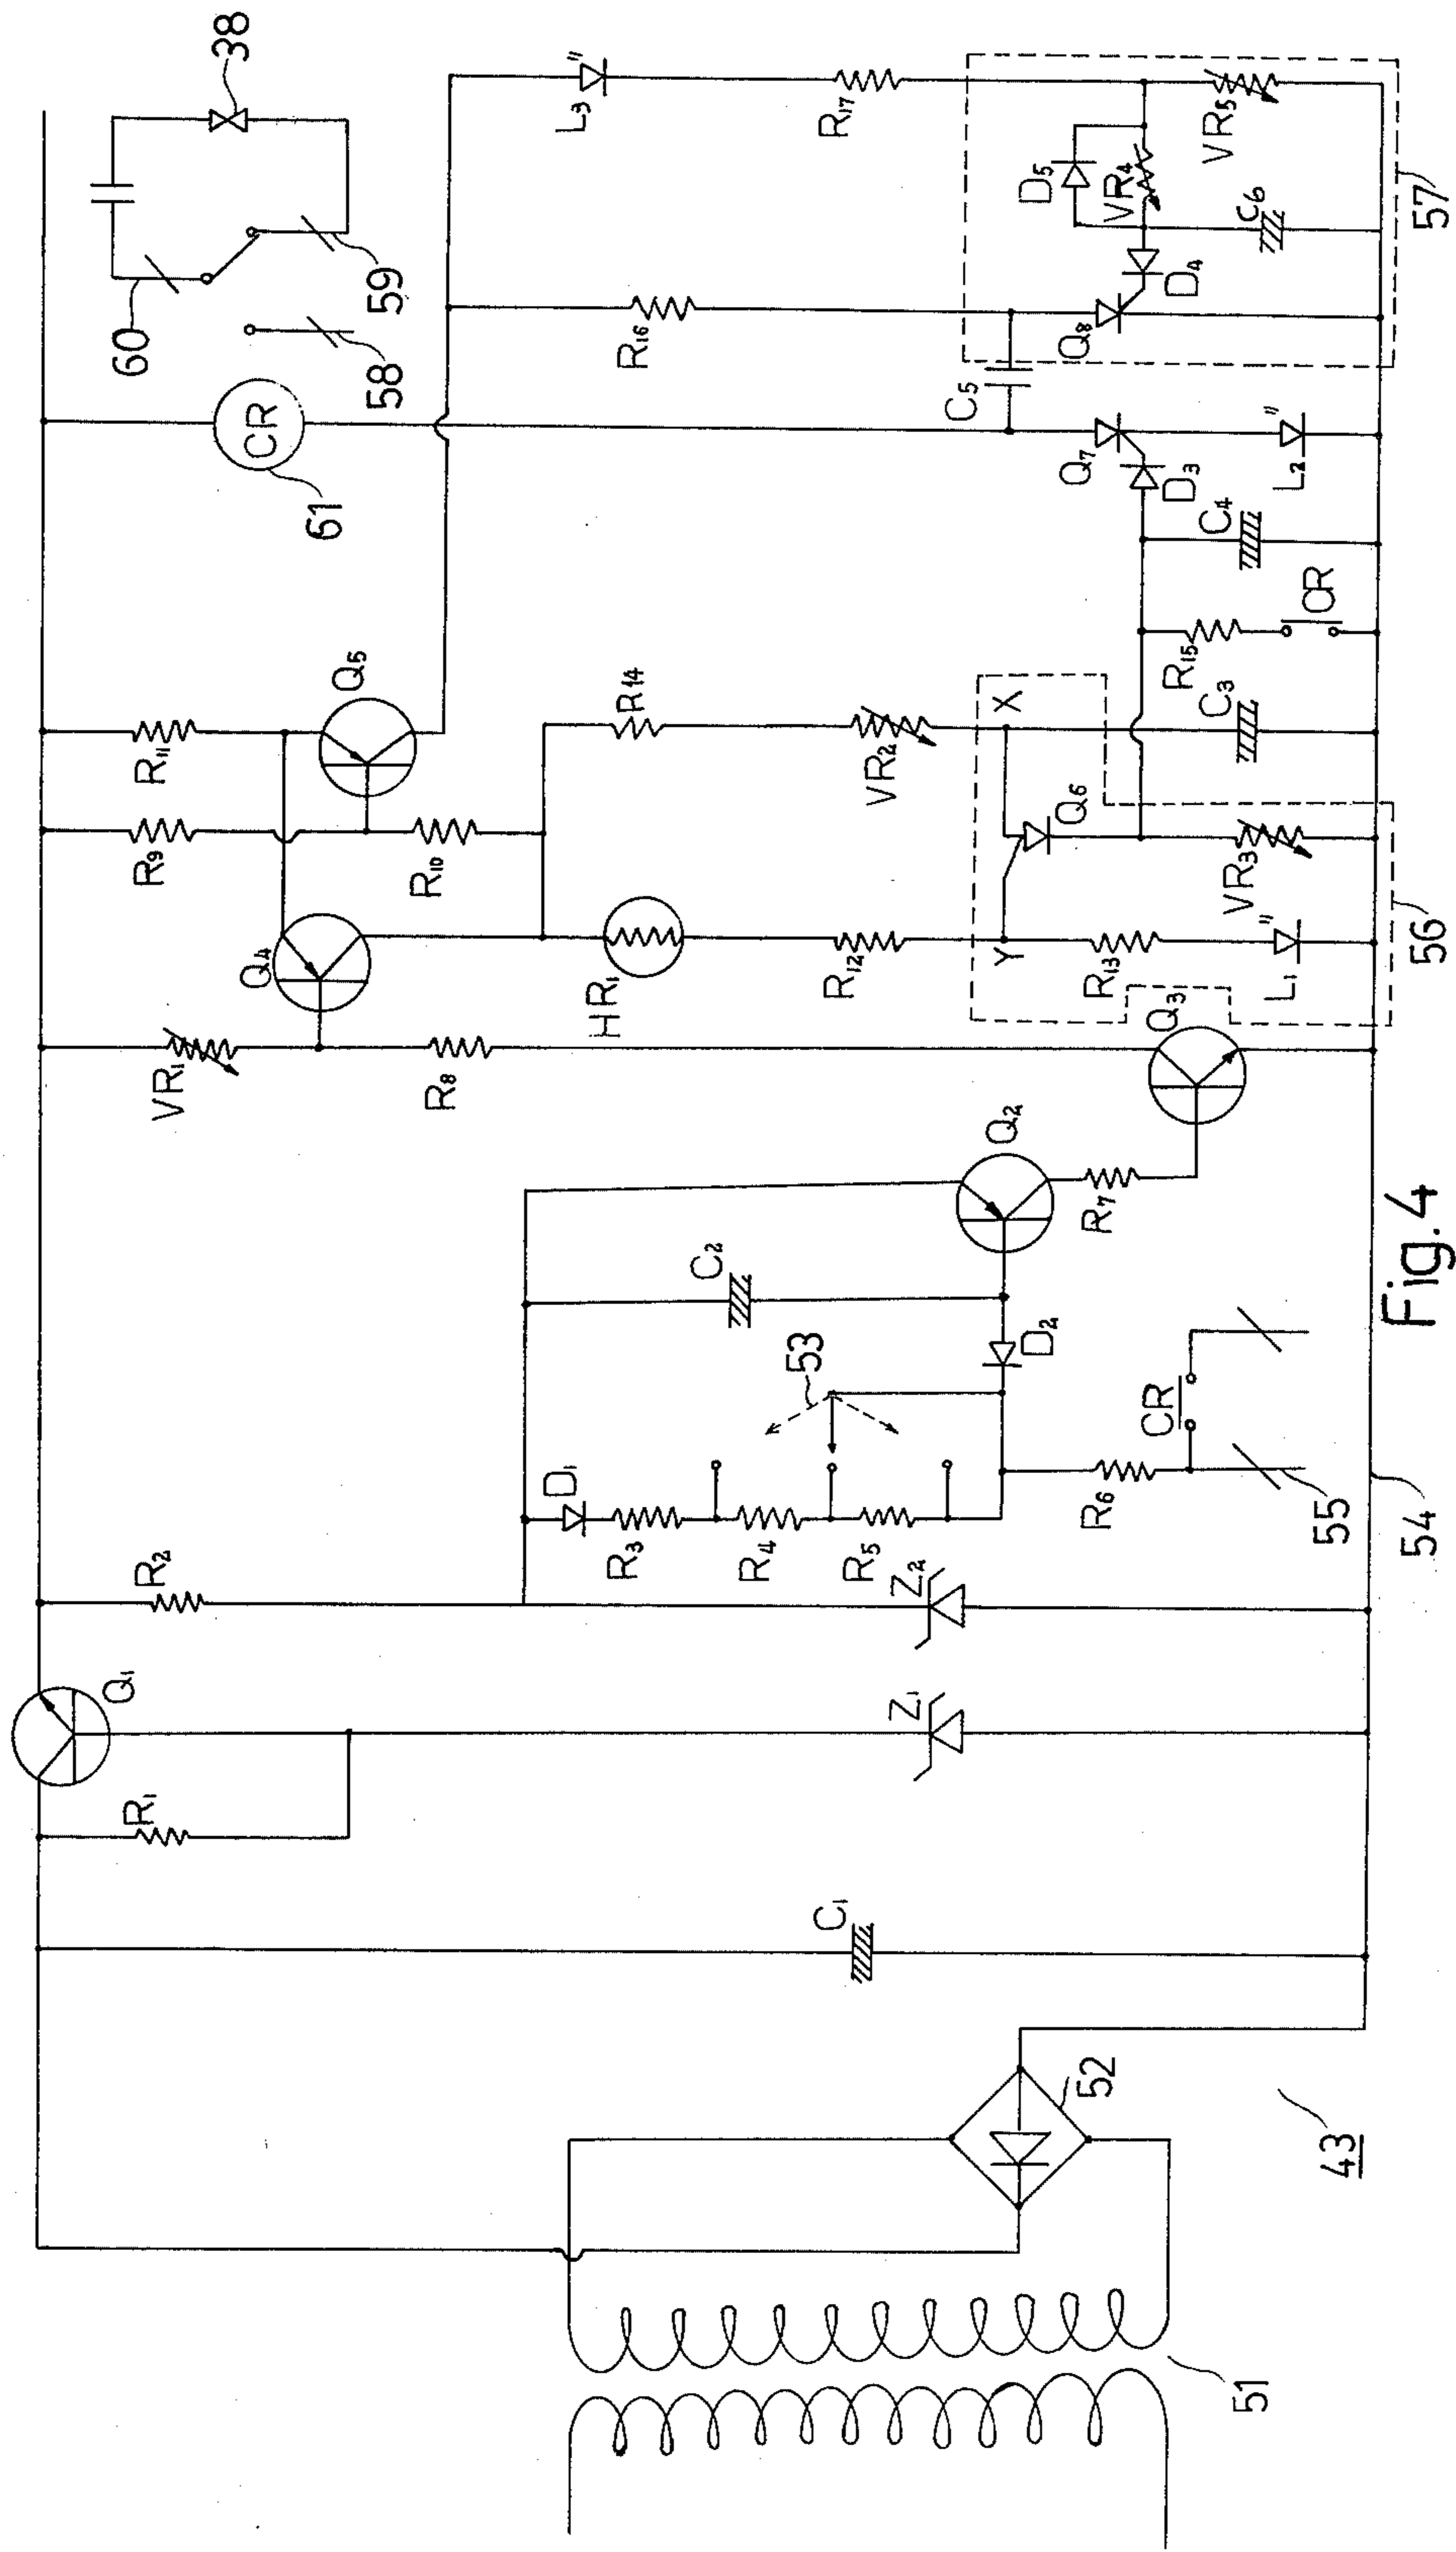 38
60
59
58
CR
61
L3
R17
VR5
D5
VR4
C6
57
R16
D4
Q8
C5
Q7
D3
L2
C4
CR
R15
C3
R11
Q5
R14
X
VR2
R9
R10
Q6
VR3
56
Q4
HR1
R12
Y
R13
L1
VR1
R8
Q3
Q2
R7
C2
53
D2
CR
55
54
D1
R3
R4
R5
R6
R2
Z2
Q1
Z1
R1
C1
52
43
51
Fig. 4